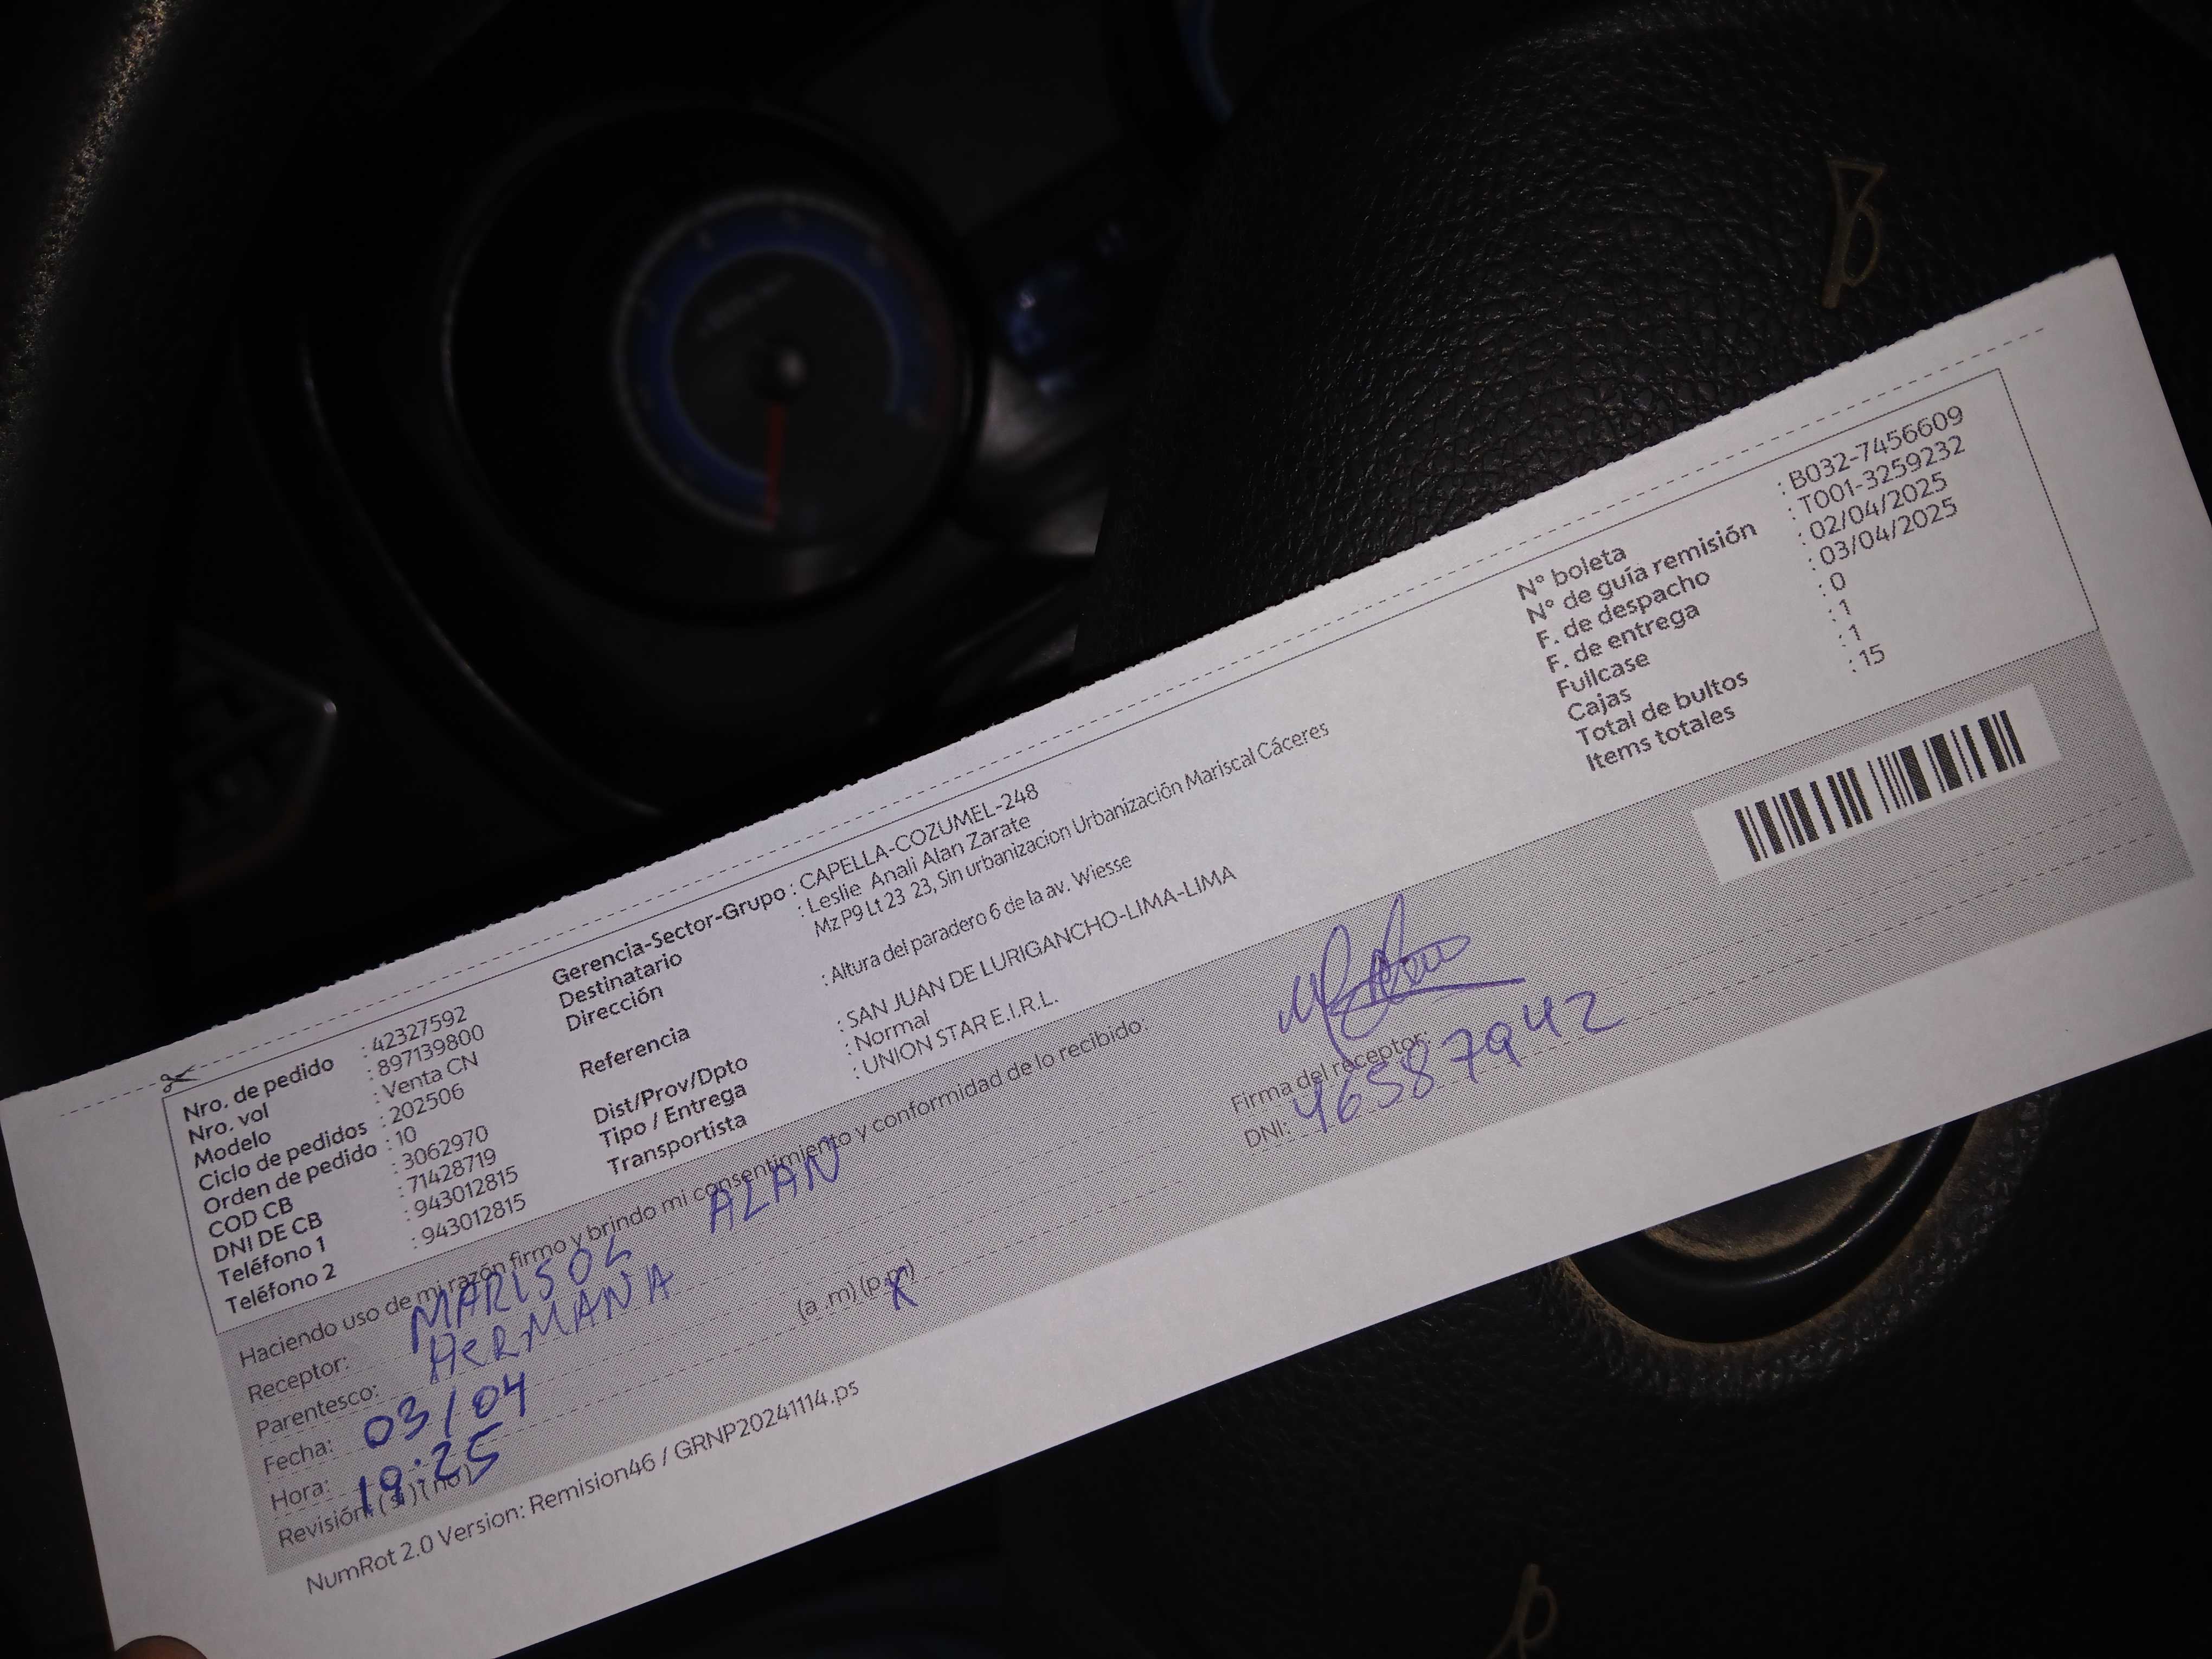 Nro. de pedido : 42327592
Nro. vol : 897139800
Modelo : Venta CN
Ciclo de pedidos : 202506
Orden de pedido : 10
COD CB : 3062970
DNI DE CB : 71428719
Teléfono 1 : 943012815
Teléfono 2 : 943012815
Gerencia-Sector-Grupo : CAPELLA-COZUMEL-248
Destinatario : Leslie Anali Alan Zarate
Dirección Mz P9 Lt 23 23, Sin urbanizacion Urbanización Mariscal Cáceres
Referencia : Altura del paradero 6 de la av. Wiesse
Dist/Prov/Dpto : SAN JUAN DE LURIGANCHO-LIMA-LIMA
Tipo / Entrega : Normal
Transportista : UNION STAR E.I.R.L.
N° boleta : B032-7456609
N° de guía remisión : T001-3259232
F. de despacho : 02/04/2025
F. de entrega : 03/04/2025
Fullcase : 0
Cajas : 1
Total de bultos : 1
Items totales : 15
Haciendo uso de mi razón firmo y brindo mi consentimiento y conformidad de lo recibido:
Receptor: MARISOL ALAN
Parentesco: HERMANA
Fecha: 03/04
Hora: 19:25 (a .m) (p.m) X
Revisión: (si) (no)
Firma del receptor:
DNI: 46587942
NumRot 2.0 Version: Remision46 / GRNP20241114.ps